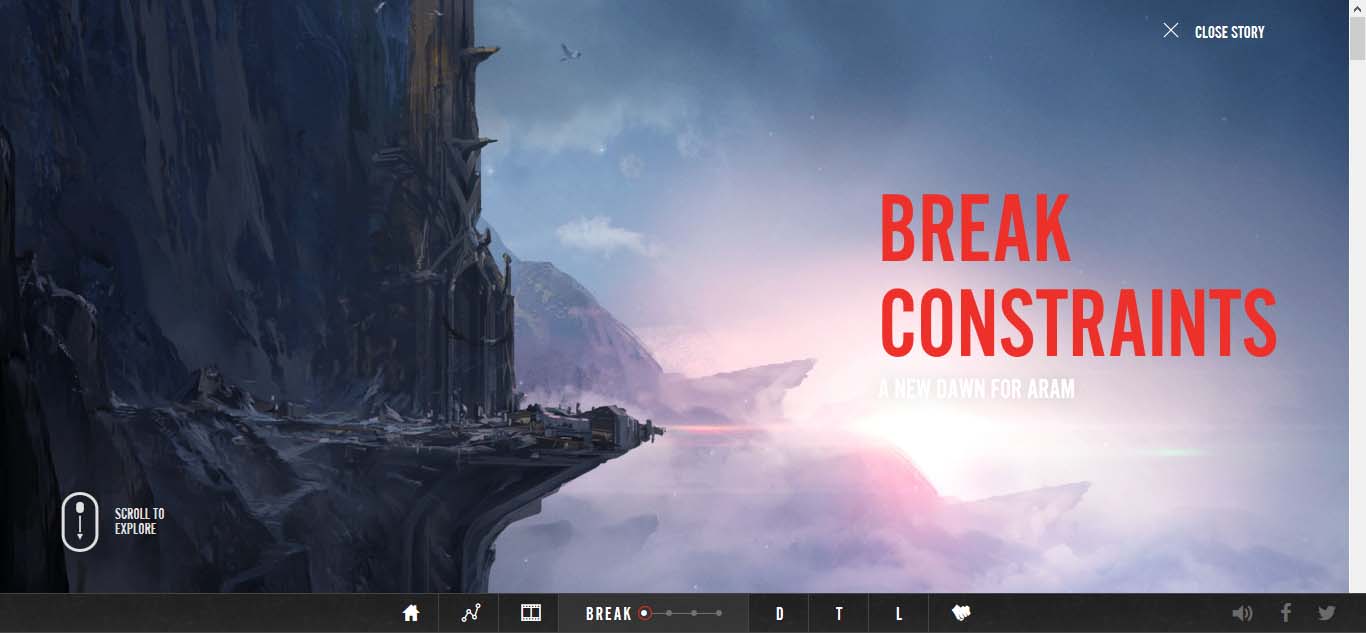 CLOSE STORY
BREAK
CONSTRAINTS
A NEW DAWN FOR ARAM
SCROLL TO
EXPLORE
BREAK
D
T
L